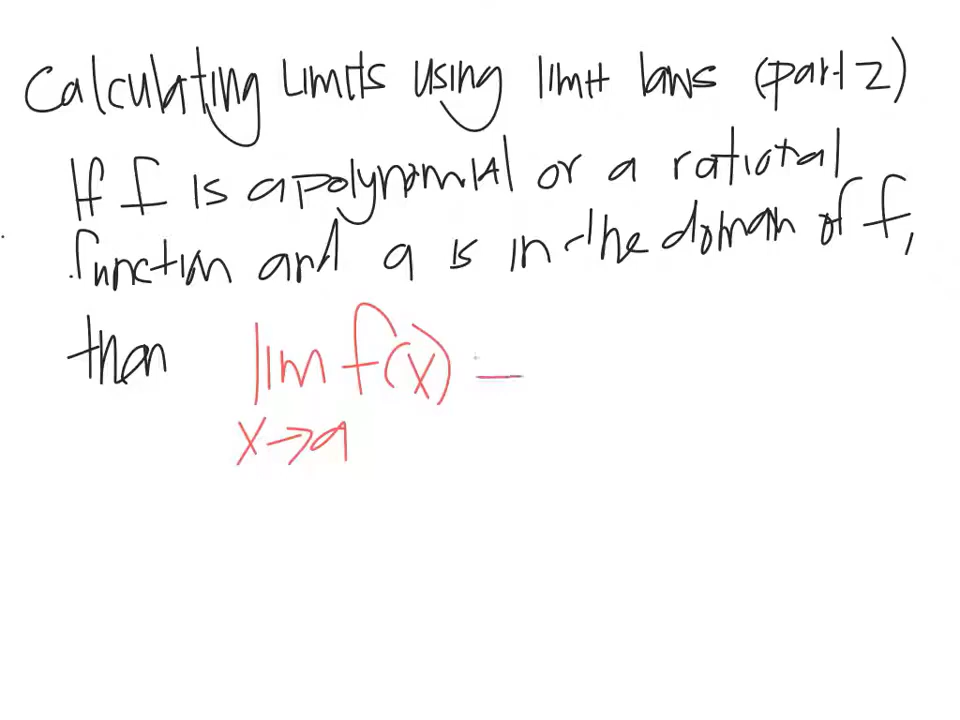 Calculating Limits using limit laws (part 2)
If f is a polynomial or a rational
function and a is in the domain of f,
then lim f(x) =
x→a